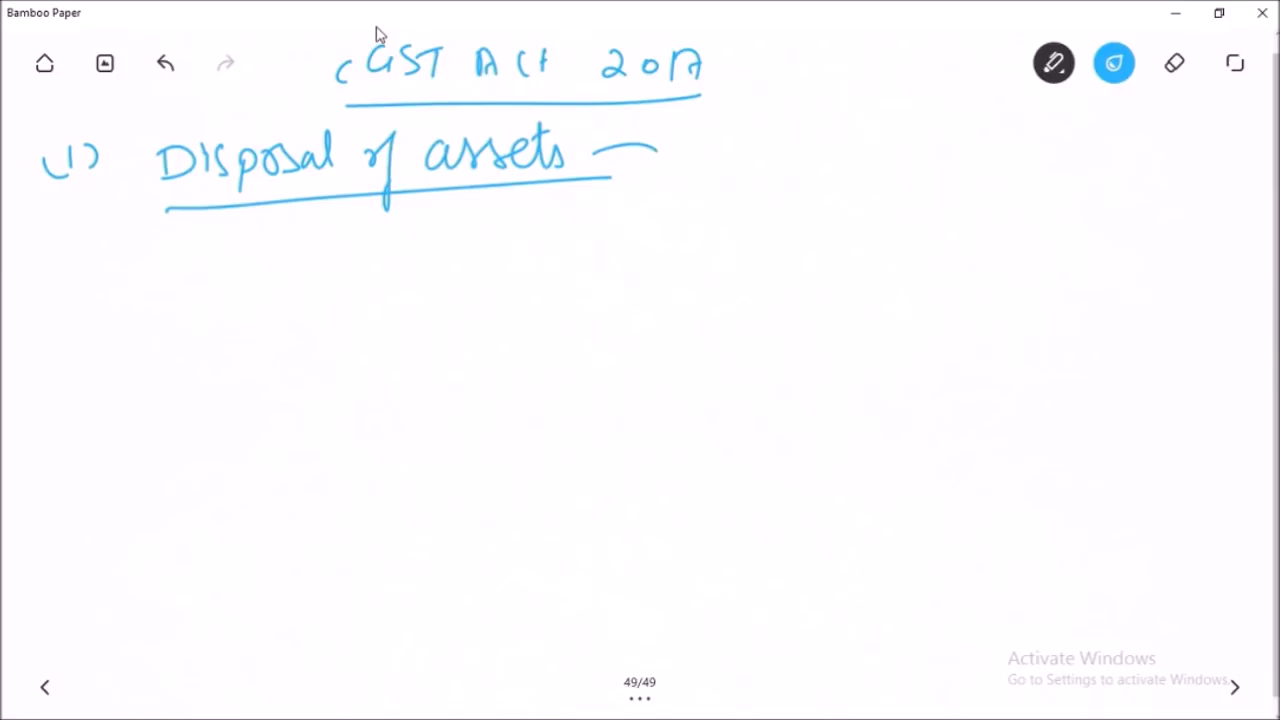 Bamboo Paper
CGST ACT 2017
(1) Disposal of assets —
49/49
Activate Windows
Go to Settings to activate Windows.